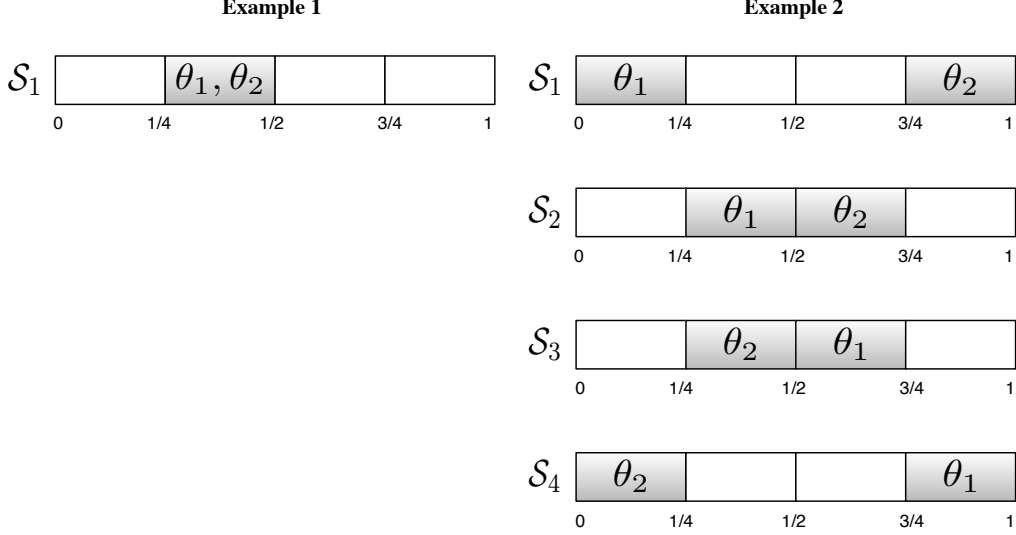 Example 1
Example 2
𝒮₁ θ₁, θ₂
0 1/4 1/2 3/4 1
𝒮₁ θ₁ θ₂
0 1/4 1/2 3/4 1
𝒮₂ θ₁ θ₂
0 1/4 1/2 3/4 1
𝒮₃ θ₂ θ₁
0 1/4 1/2 3/4 1
𝒮₄ θ₂ θ₁
0 1/4 1/2 3/4 1